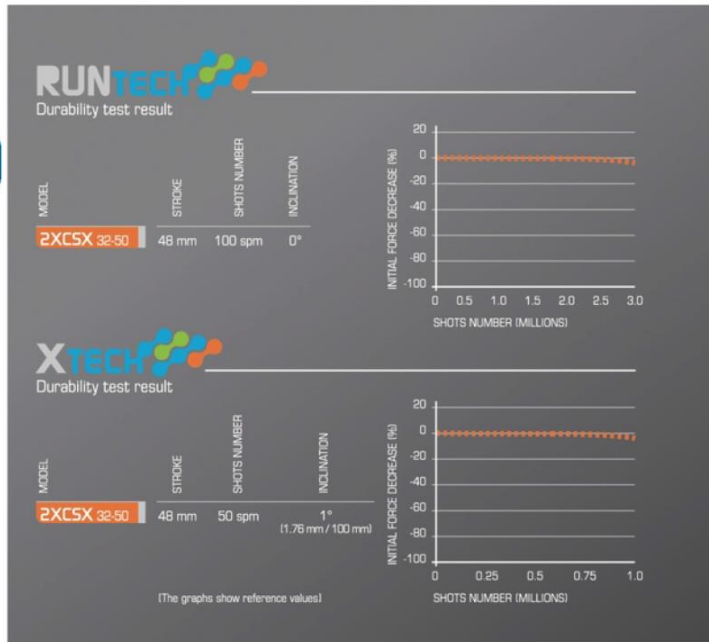 RUNTECH
Durability test result
MODEL
STROKE
SHOTS NUMBER
INCLINATION
2XCSX 32-50 48 mm 100 spm 0°
INITIAL FORCE DECREASE (%)
20
0
-20
-40
-60
-80
-100
0 0.5 1.0 1.5 2.0 2.5 3.0
SHOTS NUMBER (MILLIONS)
XTECH
Durability test result
MODEL
STROKE
SHOTS NUMBER
INCLINATION
2XCSX 32-50 48 mm 50 spm 1°
(1.76 mm / 100 mm)
INITIAL FORCE DECREASE (%)
20
0
-20
-40
-60
-80
-100
0 0.25 0.5 0.75 1.0
SHOTS NUMBER (MILLIONS)
(The graphs show reference values)